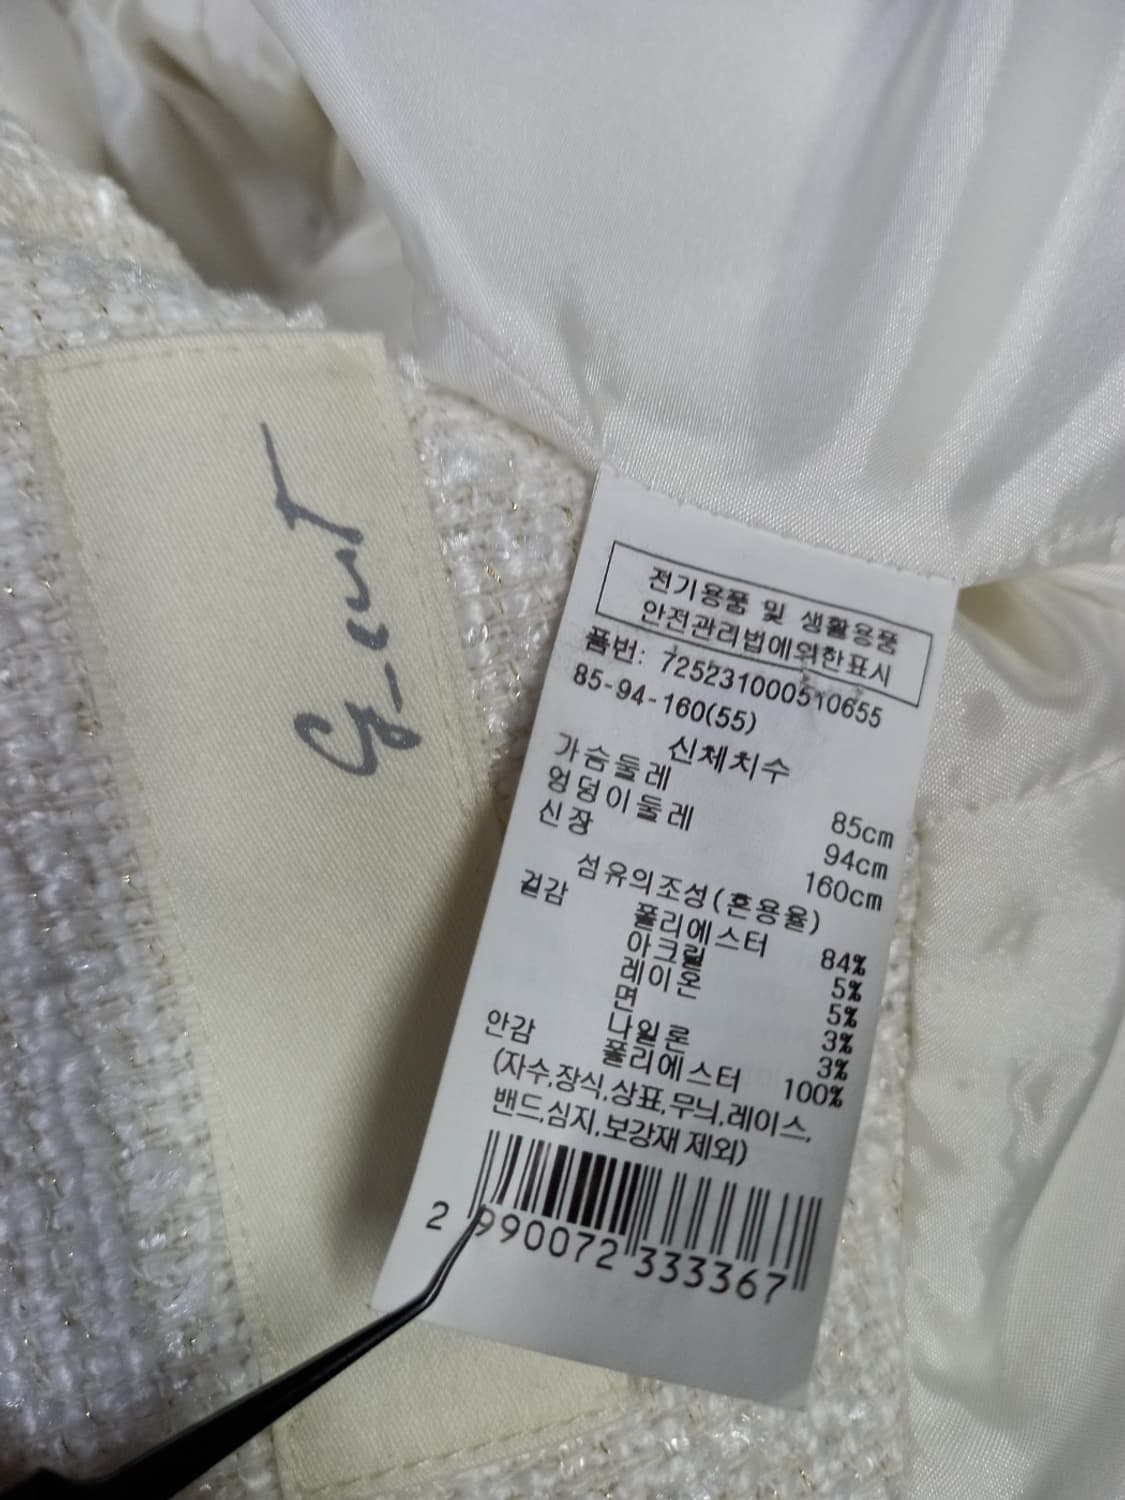 g-cut
전기용품 및 생활용품
안전관리법에의한표시
품번: 725231000510655
85-94-160(55)
신체치수
가슴둘레 85cm
엉덩이둘레 94cm
신장 160cm
섬유의조성(혼용율)
겉감 폴리에스터 84%
아크릴 5%
레이온 5%
면 3%
나일론 3%
안감 폴리에스터 100%
(자수,장식,상표,무늬,레이스,
밴드,심지,보강재 제외)
2 990072 333367